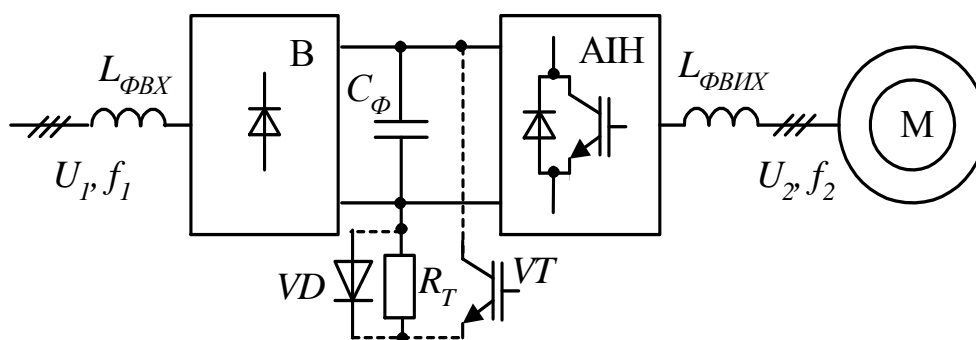 В
АІН
L_ФВХ
C_Ф
L_ФВИХ
М
U_1, f_1
U_2, f_2
VD
R_T
VT